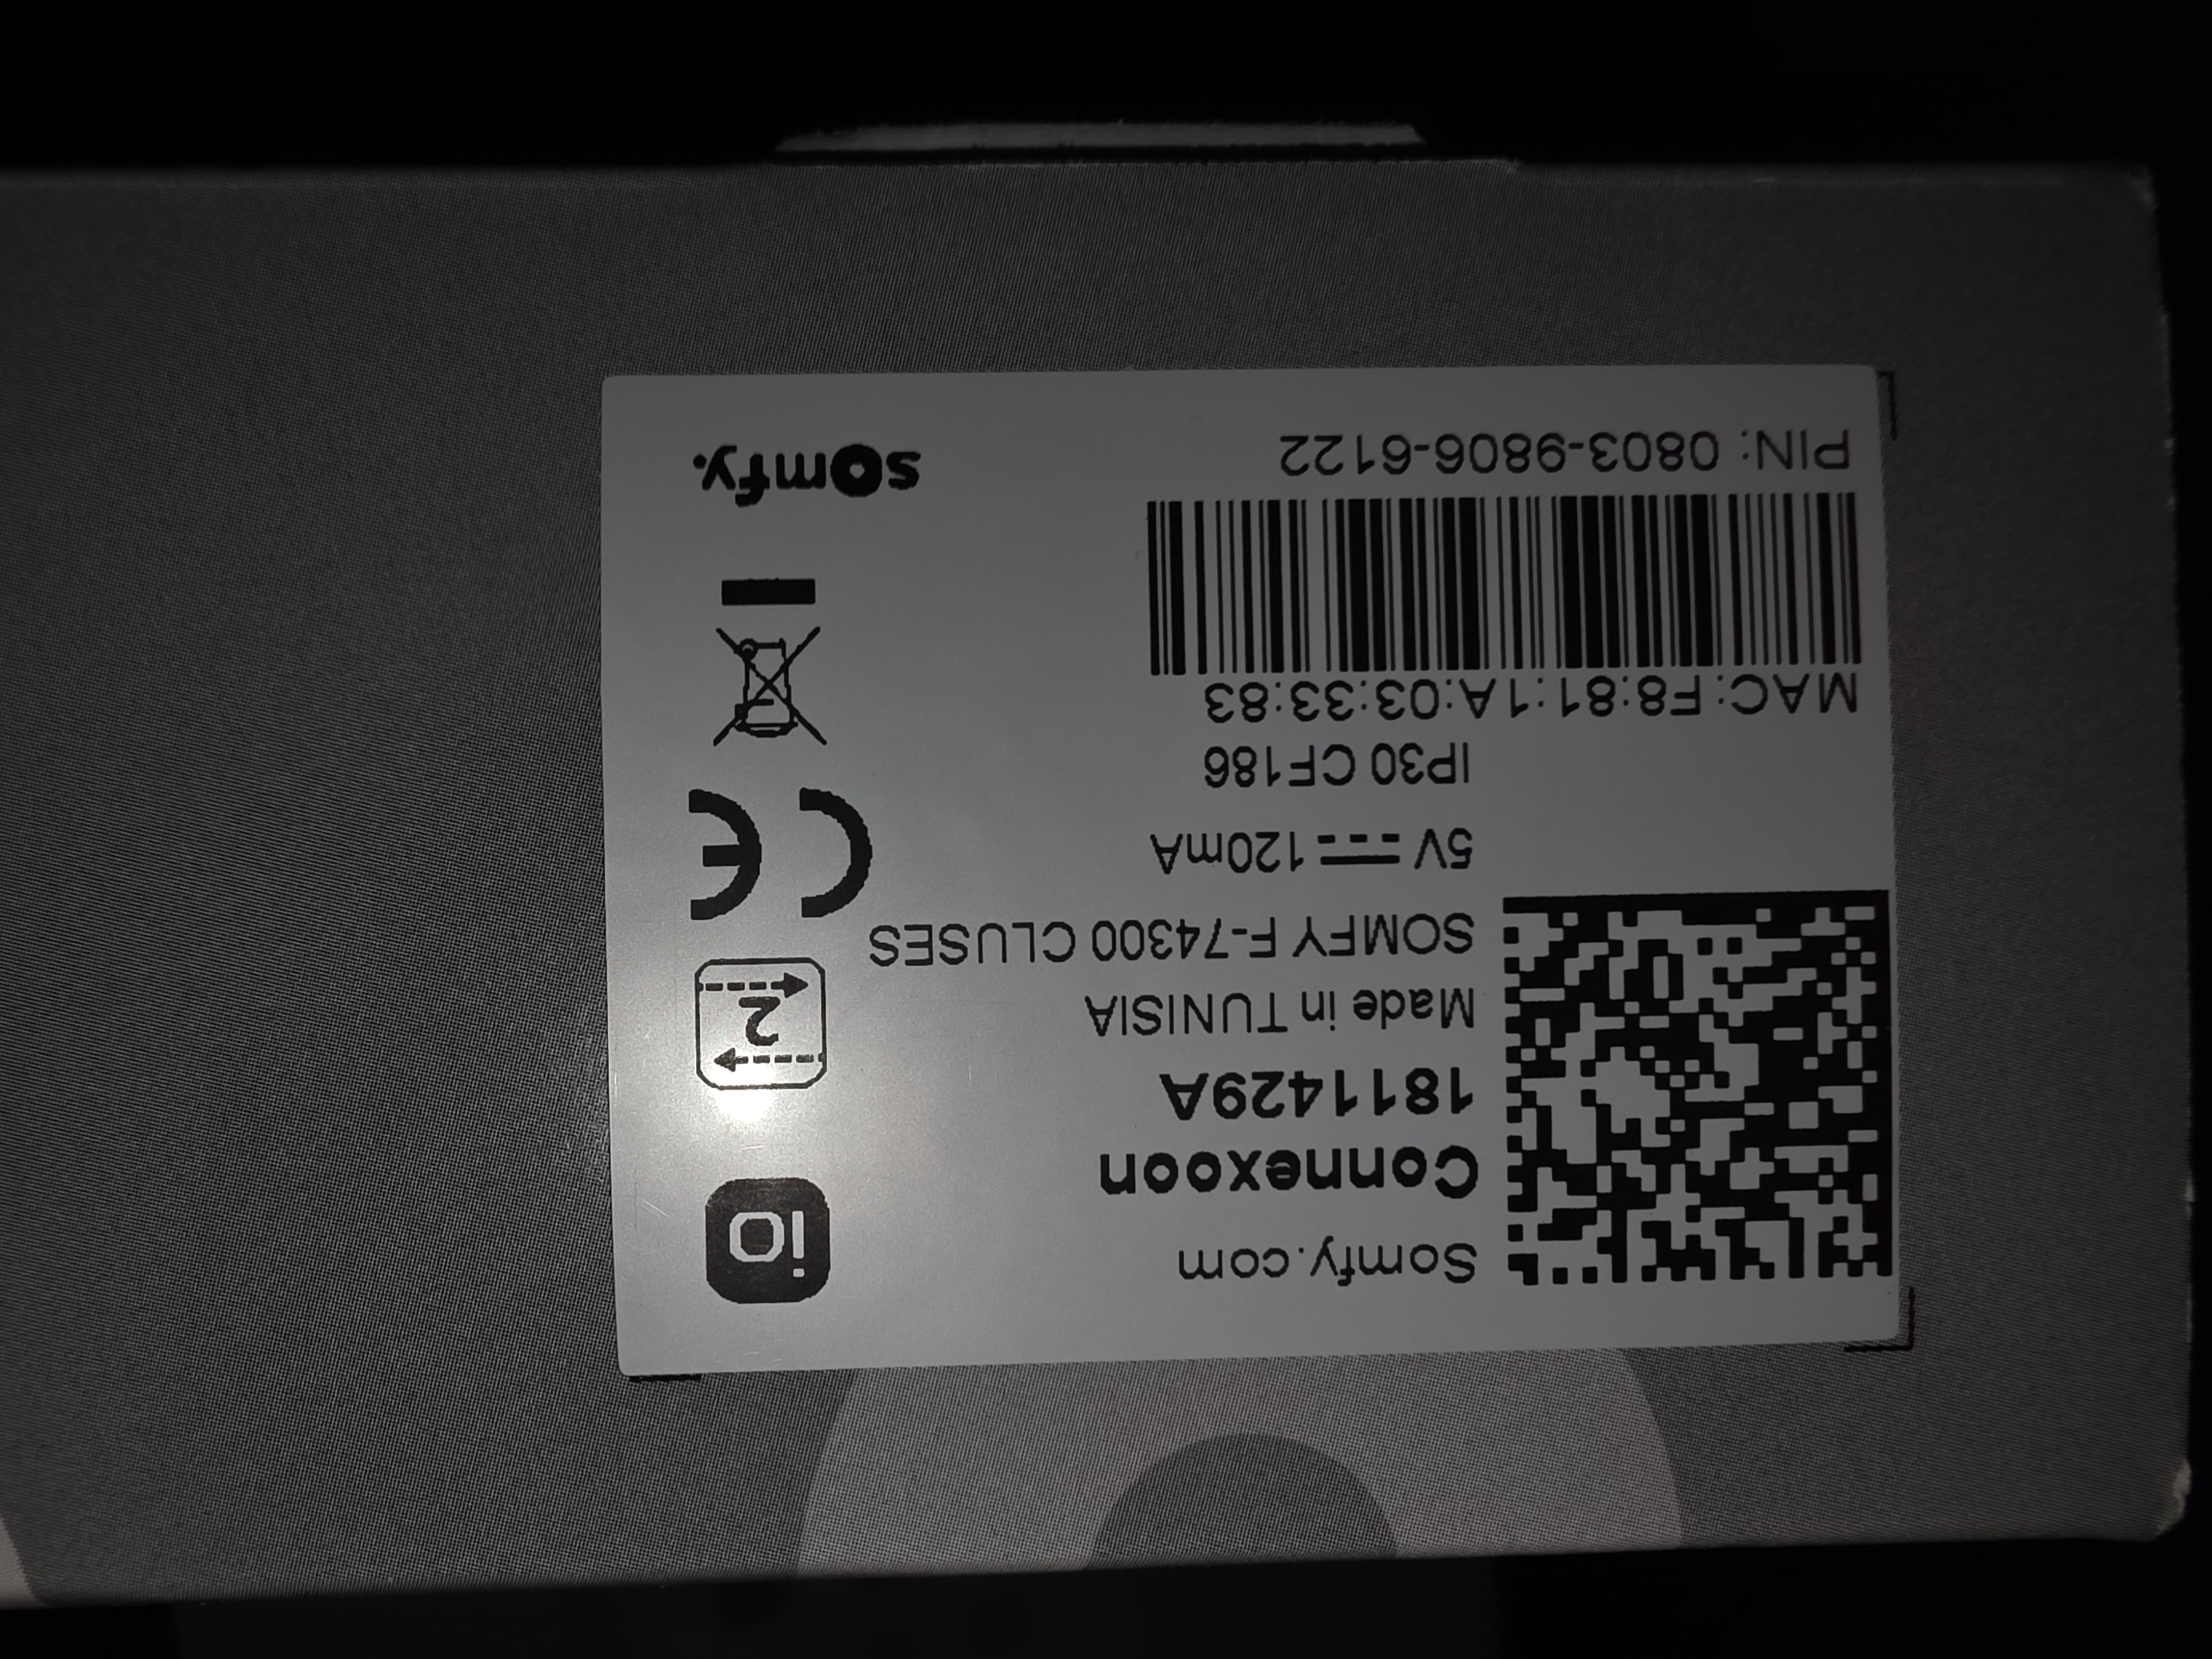 Somfy.com
Connexoon
1811429A
Made in TUNISIA
SOMFY F-74300 CLUSES
5V 120mA
IP30 CF186
MAC:F8:81:1A:03:33:83
PIN: 0803-9806-6122
io
2
CE
somfy.